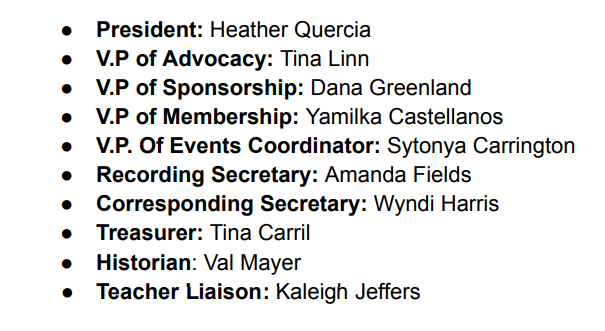 ● President: Heather Quercia
● V.P of Advocacy: Tina Linn
● V.P of Sponsorship: Dana Greenland
● V.P of Membership: Yamilka Castellanos
● V.P. Of Events Coordinator: Sytonya Carrington
● Recording Secretary: Amanda Fields
● Corresponding Secretary: Wyndi Harris
● Treasurer: Tina Carril
● Historian: Val Mayer
● Teacher Liaison: Kaleigh Jeffers